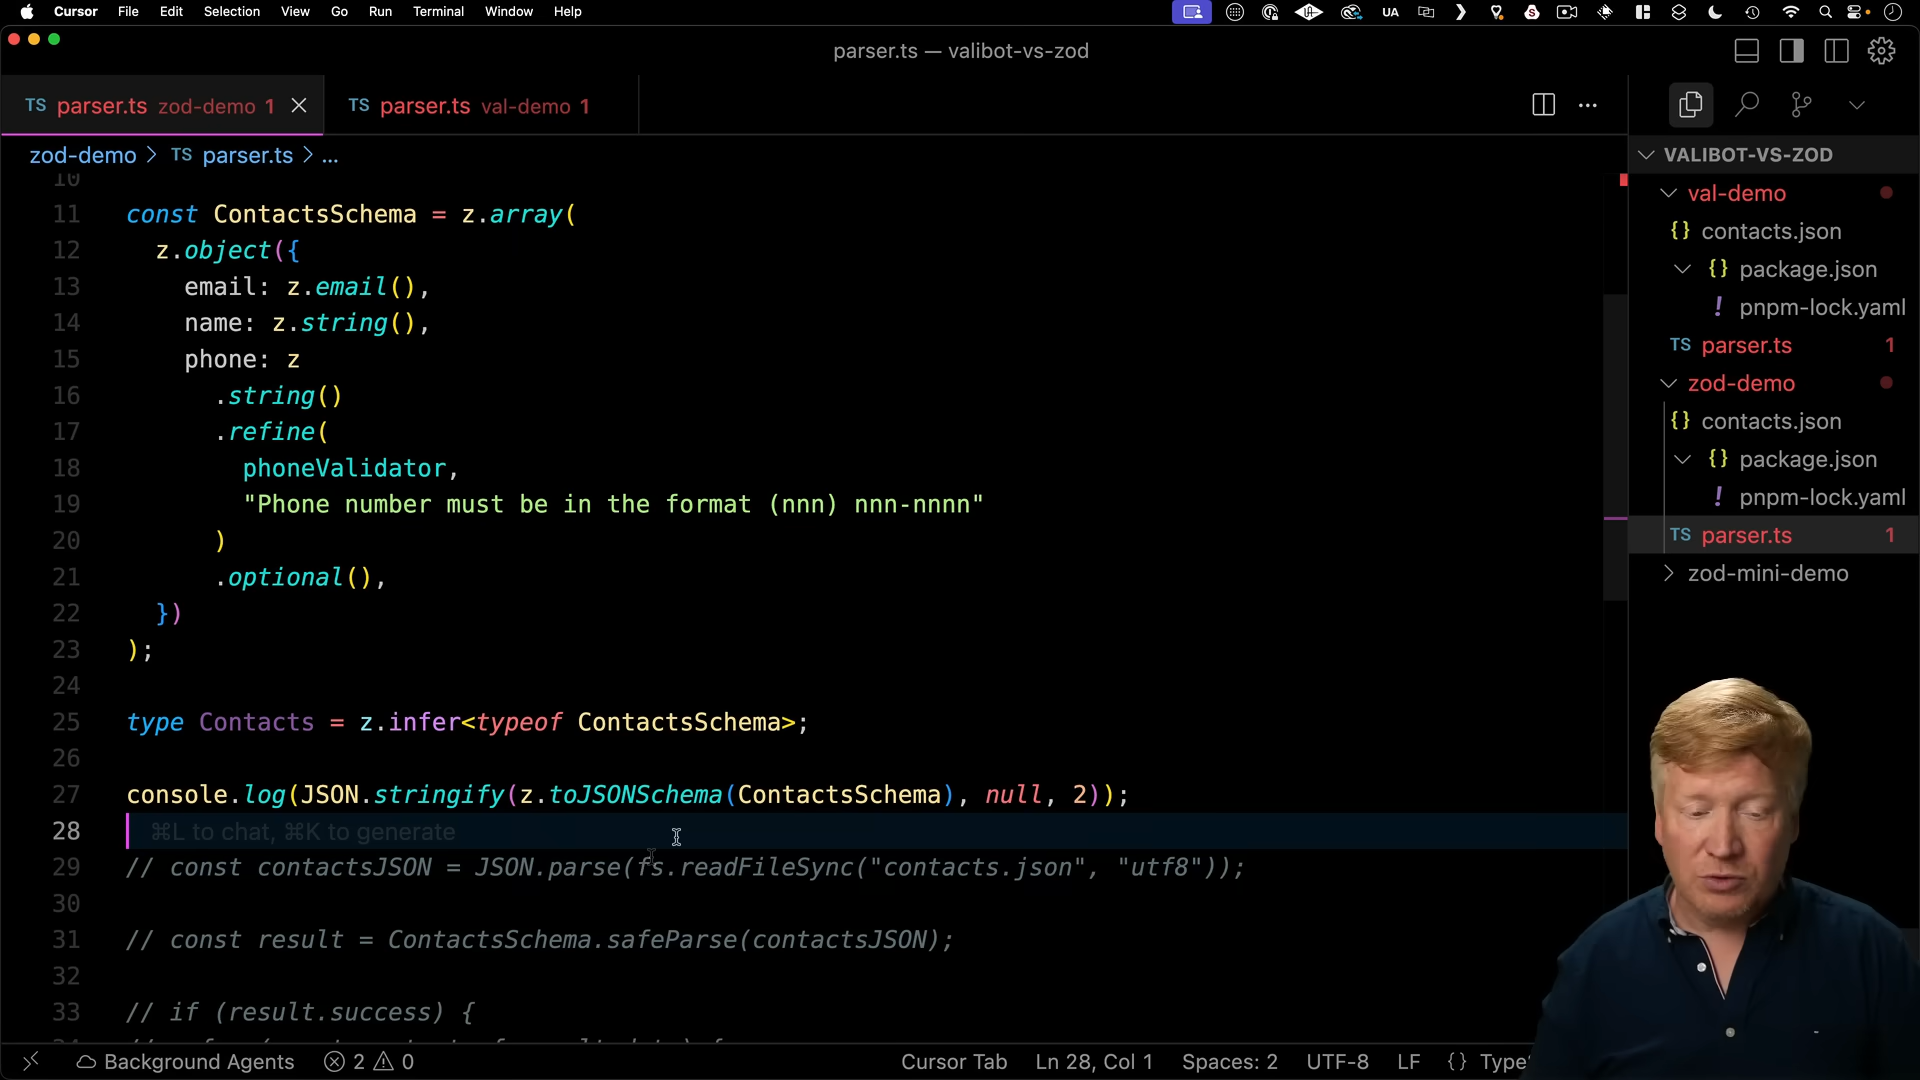 Cursor File Edit Selection View Go Run Terminal Window Help UA
parser.ts — valibot-vs-zod
TS parser.ts zod-demo 1 TS parser.ts val-demo 1
zod-demo > TS parser.ts > ...
VALIBOT-VS-ZOD
val-demo
{} contacts.json
{} package.json
! pnpm-lock.yaml
TS parser.ts 1
zod-demo
{} contacts.json
{} package.json
! pnpm-lock.yaml
TS parser.ts 1
zod-mini-demo
10
11 const ContactsSchema = z.array(
12 z.object({
13 email: z.email(),
14 name: z.string(),
15 phone: z
16 .string()
17 .refine(
18 phoneValidator,
19 "Phone number must be in the format (nnn) nnn-nnnn"
20 )
21 .optional(),
22 })
23 );
24
25 type Contacts = z.infer<typeof ContactsSchema>;
26
27 console.log(JSON.stringify(z.toJSONSchema(ContactsSchema), null, 2));
28 ⌘L to chat, ⌘K to generate
29 // const contactsJSON = JSON.parse(fs.readFileSync("contacts.json", "utf8"));
30
31 // const result = ContactsSchema.safeParse(contactsJSON);
32
33 // if (result.success) {
Background Agents 2 0 Cursor Tab Ln 28, Col 1 Spaces: 2 UTF-8 LF {}